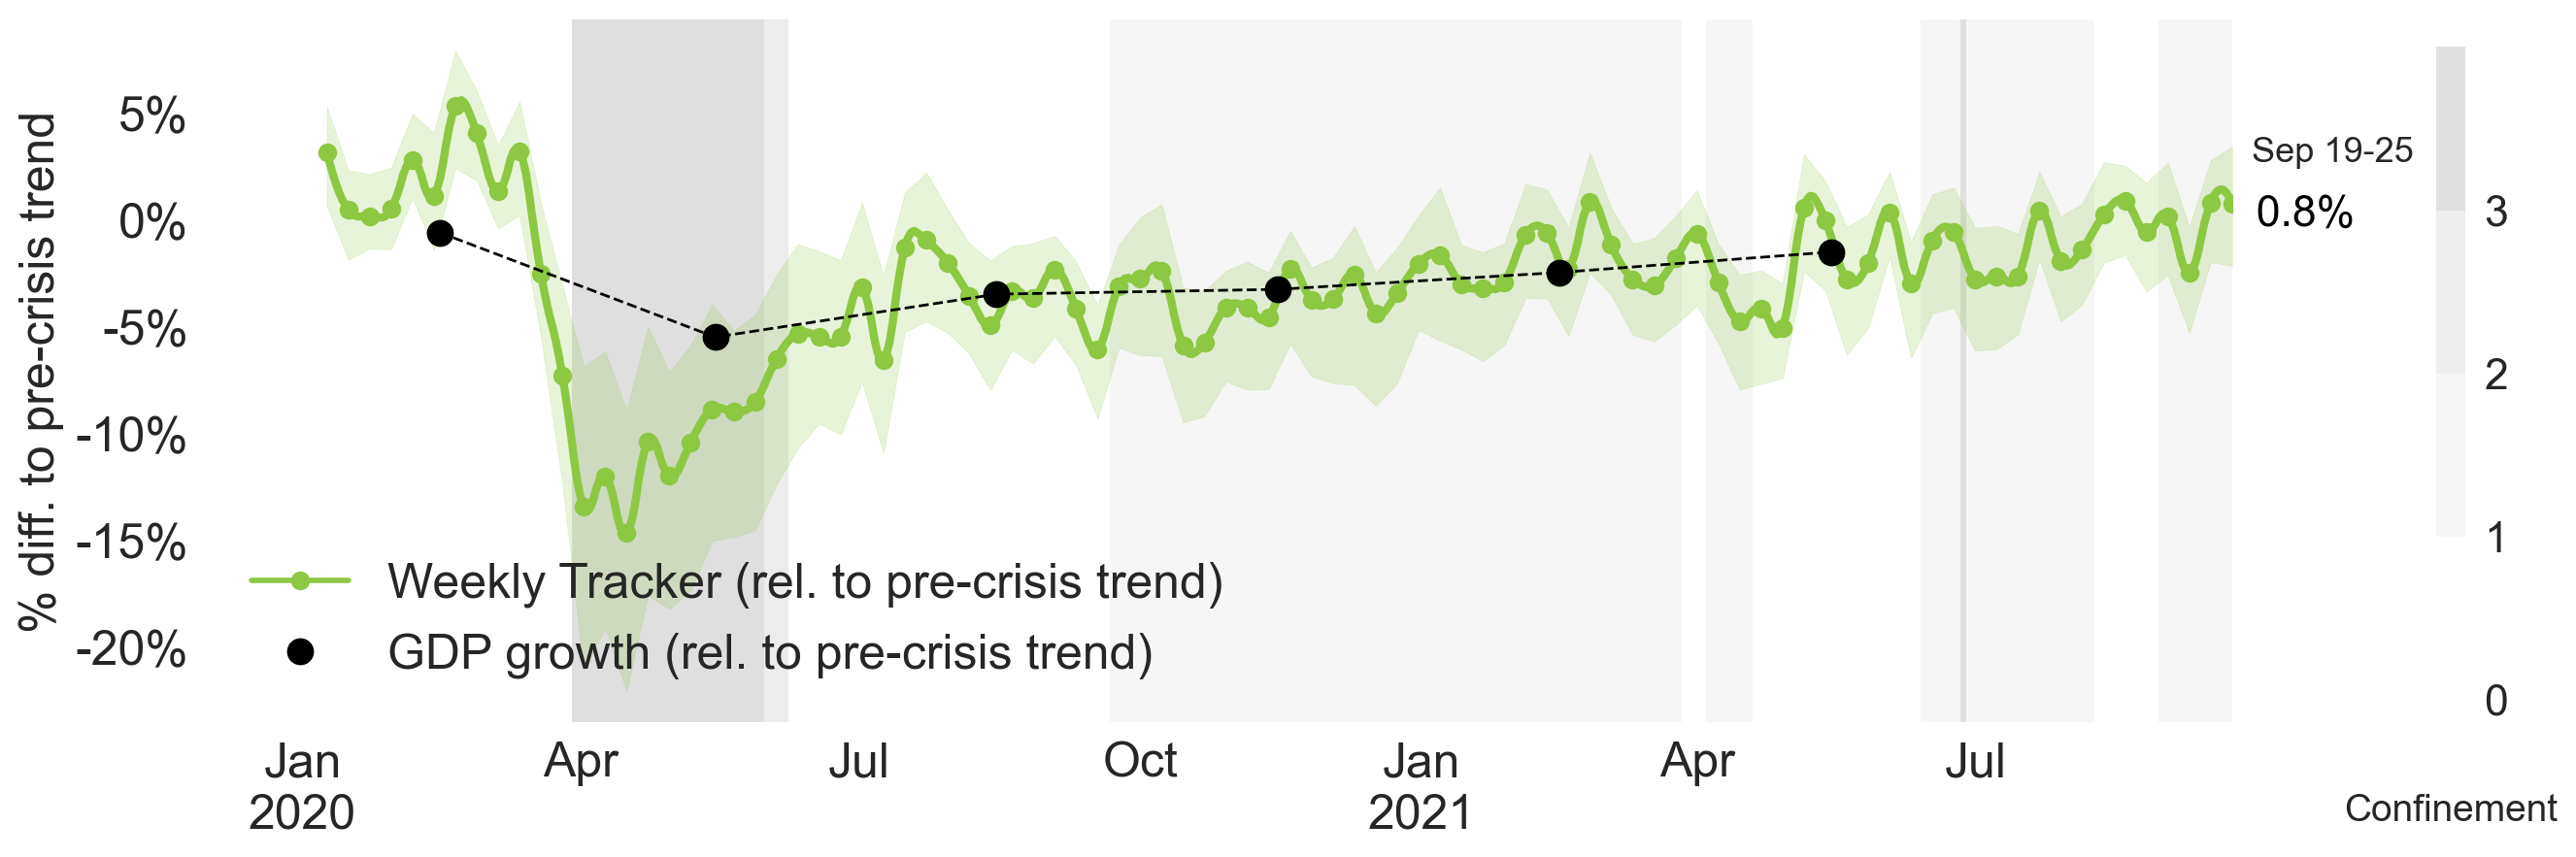 % diff. to pre-crisis trend
5%
0%
-5%
-10%
-15%
-20%
Weekly Tracker (rel. to pre-crisis trend)
GDP growth (rel. to pre-crisis trend)
Jan
2020
Apr
Jul
Oct
Jan
2021
Apr
Jul
Sep 19-25
0.8%
3
2
1
0
Confinement